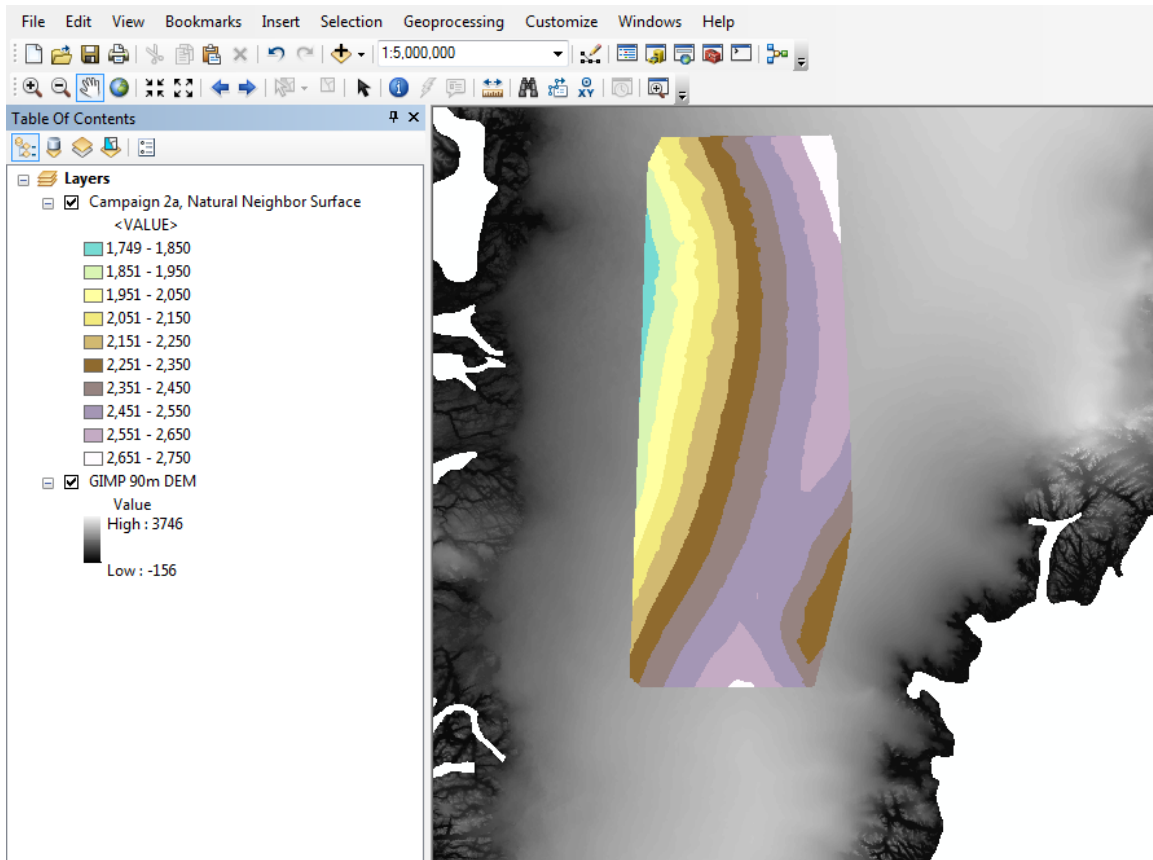 File Edit View Bookmarks Insert Selection Geoprocessing Customize Windows Help
1:5,000,000
XY
Table Of Contents
Layers
Campaign 2a, Natural Neighbor Surface
<VALUE>
1,749 - 1,850
1,851 - 1,950
1,951 - 2,050
2,051 - 2,150
2,151 - 2,250
2,251 - 2,350
2,351 - 2,450
2,451 - 2,550
2,551 - 2,650
2,651 - 2,750
GIMP 90m DEM
Value
High : 3746
Low : -156